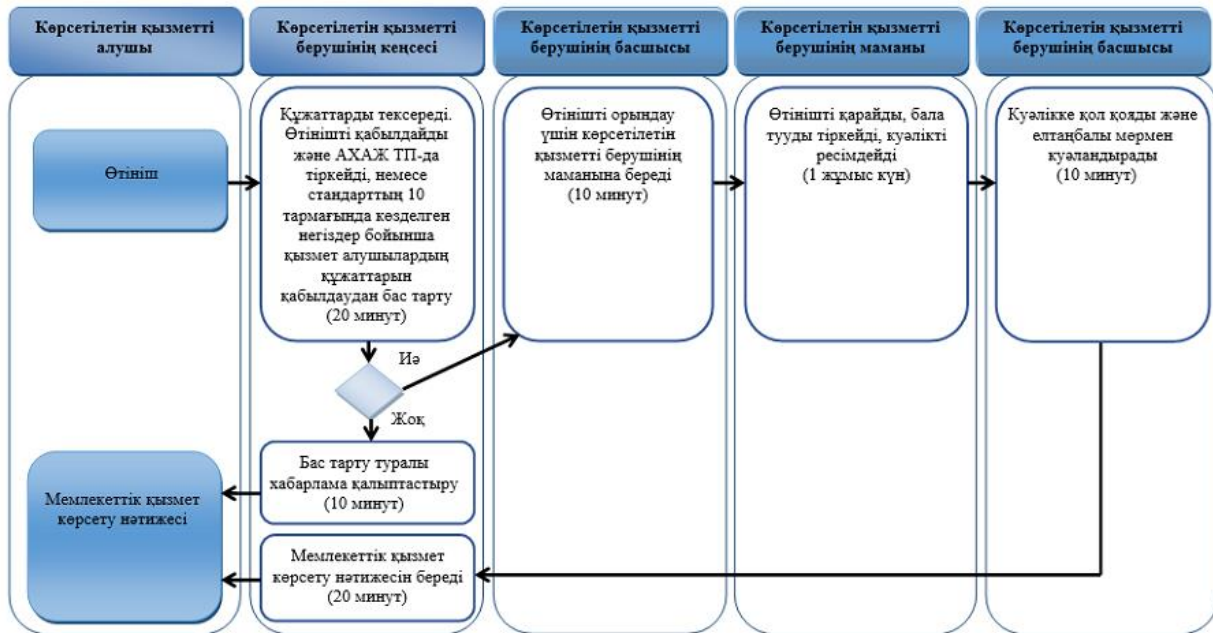 Көрсетілетін қызметті
алушы
Көрсетілетін қызметті
берушінің кеңсесі
Көрсетілетін қызметті
берушінің басшысы
Көрсетілетін қызметті
берушінің маманы
Көрсетілетін қызметті
берушінің басшысы
Өтініш
Құжаттарды тексереді.
Өтінішті қабылдайды
және АХАЖ ТП-да
тіркейді, немесе
стандарттың 10
тармағында көзделген
негіздер бойынша
қызмет алушылардың
құжаттарын
қабылдаудан бас тарту
(20 минут)
Өтінішті орындау
үшін көрсетілетін
қызметті берушінің
маманына береді
(10 минут)
Өтінішті қарайды, бала
тууды тіркейді, куәлікті
ресімдейді
(1 жұмыс күн)
Куәлікке қол қояды және
елтаңбалы мөрмен
куәландырады
(10 минут)
Иә
Жоқ
Бас тарту туралы
хабарлама қалыптастыру
(10 минут)
Мемлекеттік қызмет
көрсету нәтижесі
Мемлекеттік қызмет
көрсету нәтижесін береді
(20 минут)